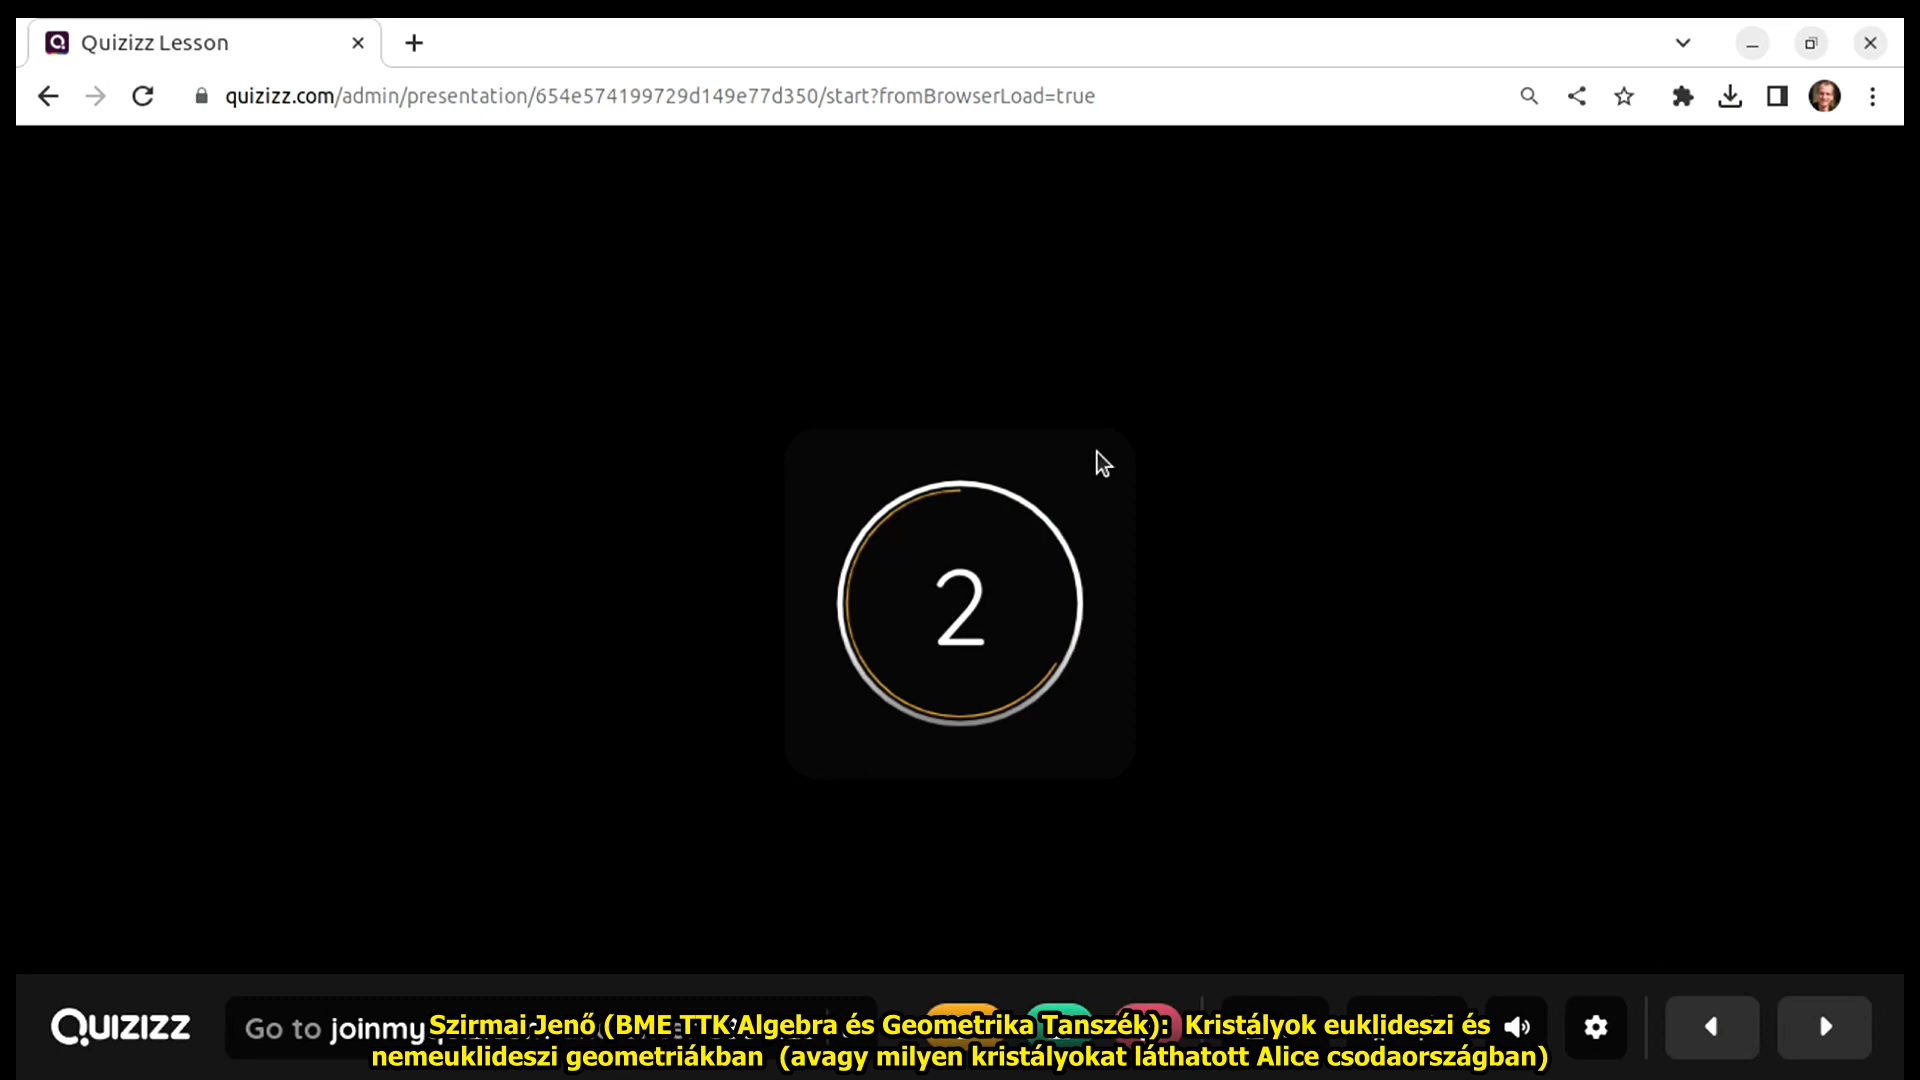 Quizizz Lesson
quizizz.com/admin/presentation/654e574199729d149e77d350/start?fromBrowserLoad=true
2
QUIZIZZ
Go to joinmy
Szirmai Jenő (BME TTK Algebra és Geometrika Tanszék): Kristályok euklideszi és
nemeuklideszi geometriákban (avagy milyen kristályokat láthatott Alice csodaországban)